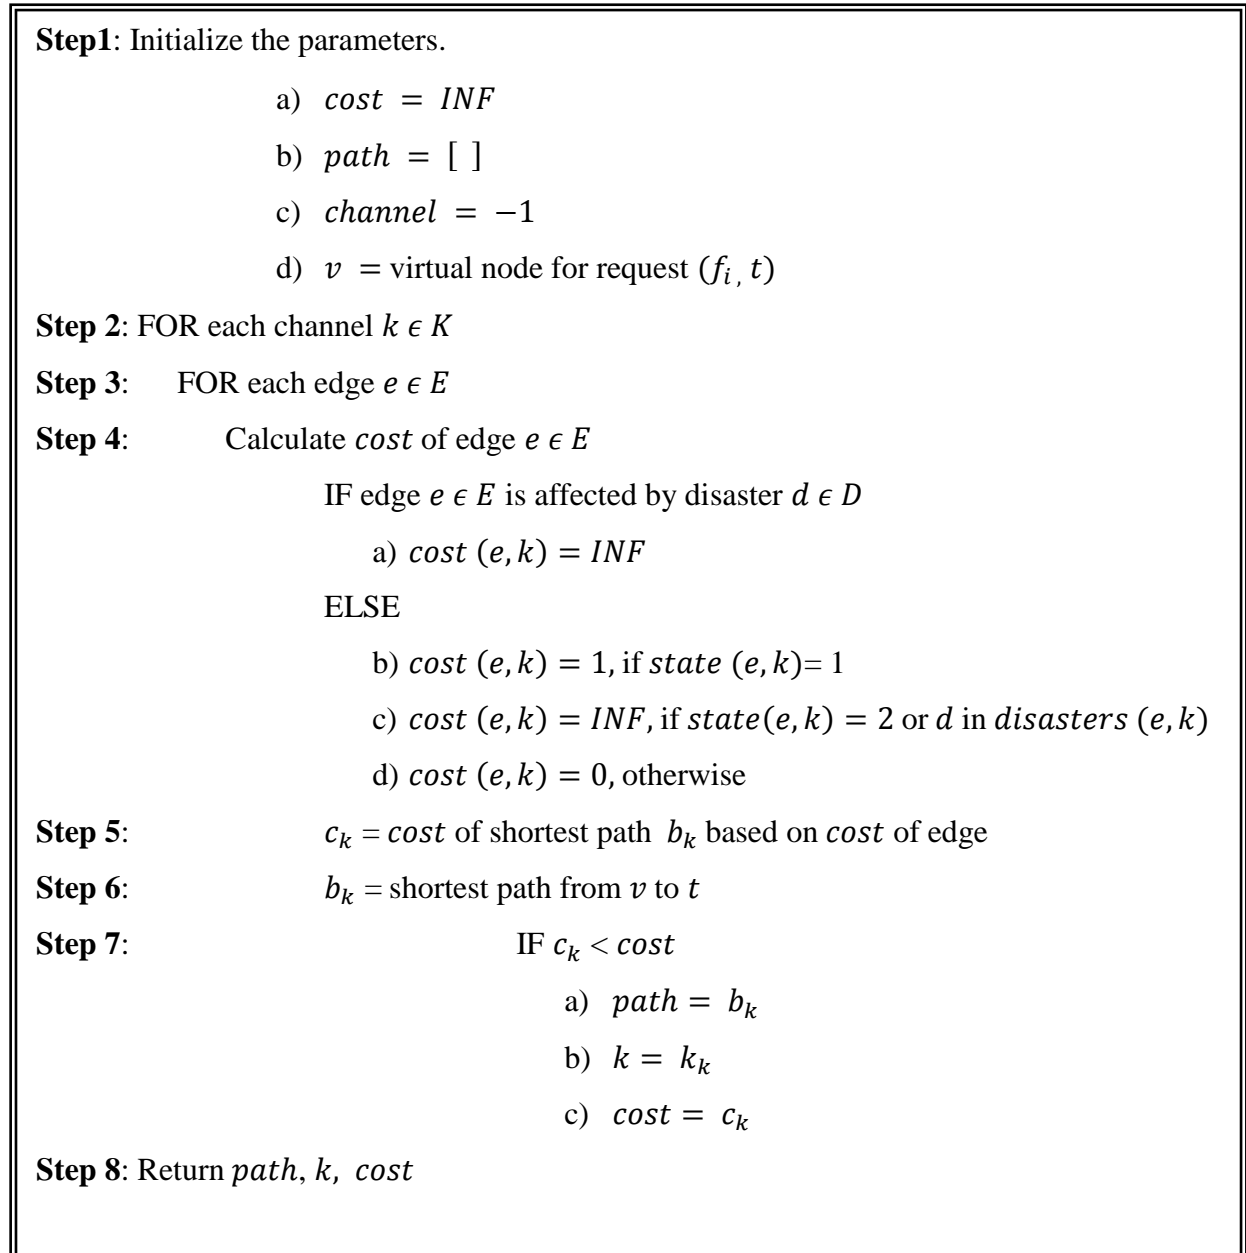 Step1: Initialize the parameters.
a) cost = INF
b) path = [ ]
c) channel = −1
d) v = virtual node for request (f_i , t)
Step 2: FOR each channel k ϵ K
Step 3: FOR each edge e ϵ E
Step 4: Calculate cost of edge e ϵ E
IF edge e ϵ E is affected by disaster d ϵ D
a) cost (e, k) = INF
ELSE
b) cost (e, k) = 1, if state (e, k)= 1
c) cost (e, k) = INF, if state(e, k) = 2 or d in disasters (e, k)
d) cost (e, k) = 0, otherwise
Step 5: c_k = cost of shortest path b_k based on cost of edge
Step 6: b_k = shortest path from v to t
Step 7: IF c_k < cost
a) path = b_k
b) k = k_k
c) cost = c_k
Step 8: Return path, k, cost